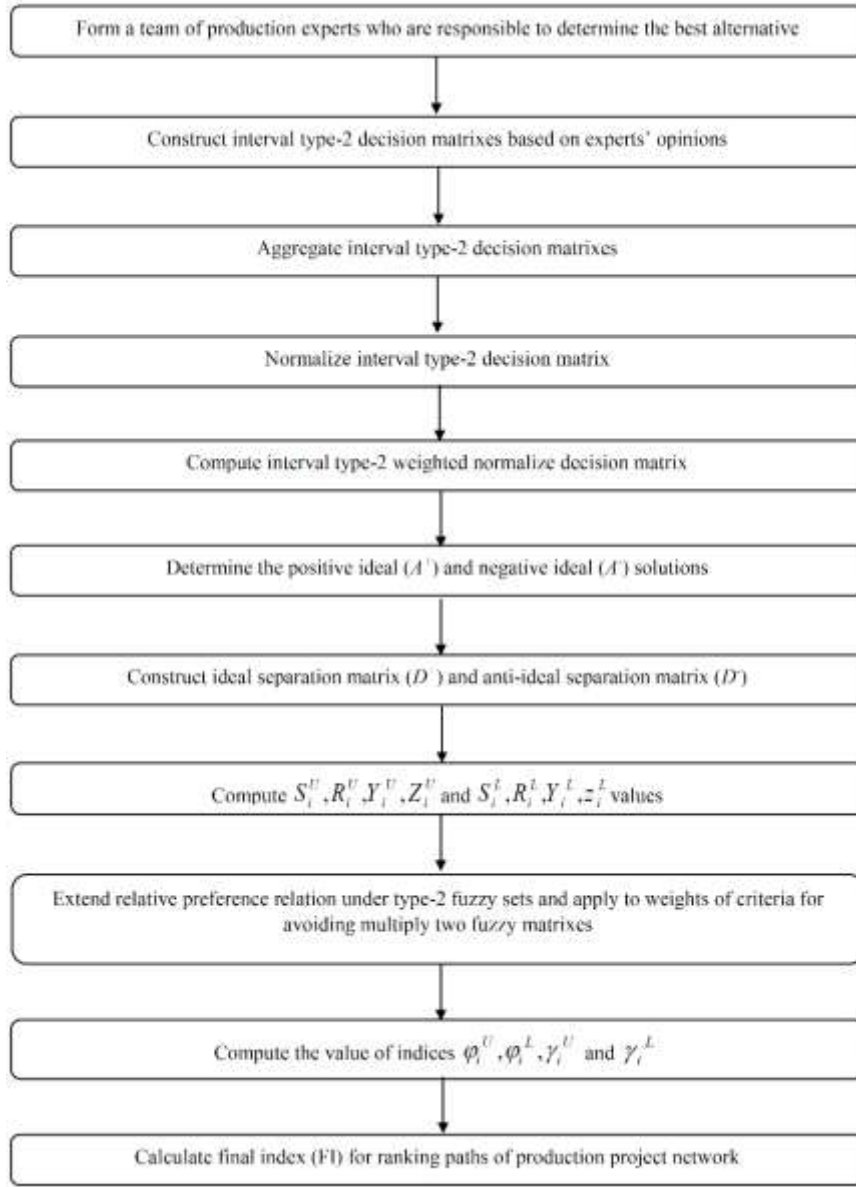 Form a team of production experts who are responsible to determine the best alternative
Construct interval type-2 decision matrixes based on experts' opinions
Aggregate interval type-2 decision matrixes
Normalize interval type-2 decision matrix
Compute interval type-2 weighted normalize decision matrix
Determine the positive ideal (A⁺) and negative ideal (A⁻) solutions
Construct ideal separation matrix (D ) and anti-ideal separation matrix (D⁻)
Compute S_i^U, R_i^U, Y_i^U, Z_i^U and S_i^L, R_i^L, Y_i^L, z_i^L values
Extend relative preference relation under type-2 fuzzy sets and apply to weights of criteria for
avoiding multiply two fuzzy matrixes
Compute the value of indices φ_i^U, φ_i^L, γ_i^U and γ_i^L
Calculate final index (FI) for ranking paths of production project network